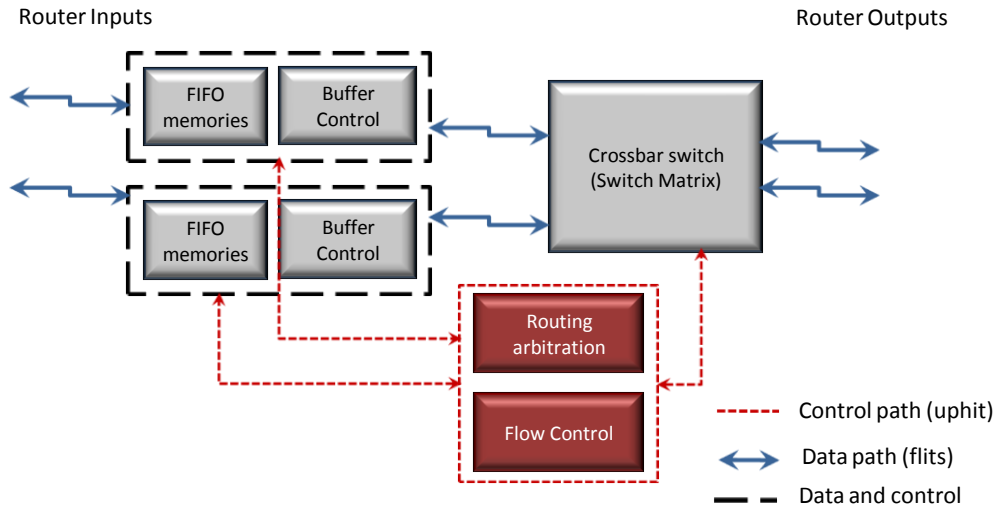 Router Inputs
Router Outputs
FIFO
memories
Buffer
Control
Crossbar switch
(Switch Matrix)
FIFO
memories
Buffer
Control
Routing
arbitration
Flow Control
Control path (uphit)
Data path (flits)
Data and control